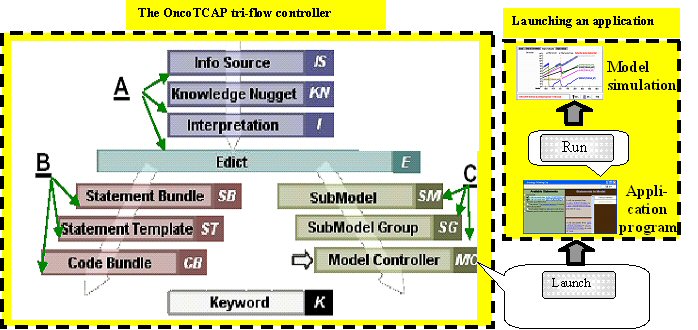 The OncoTCAP tri-flow controller
Launching an application
Info Source IS
A
Knowledge Nugget KN
Interpretation I
Edict E
B
C
Statement Bundle SB
SubModel SM
Statement Template ST
SubModel Group SG
Code Bundle CB
Model Controller MC
Keyword K
Model
simulation
Run
Appli-
cation
program
Launch